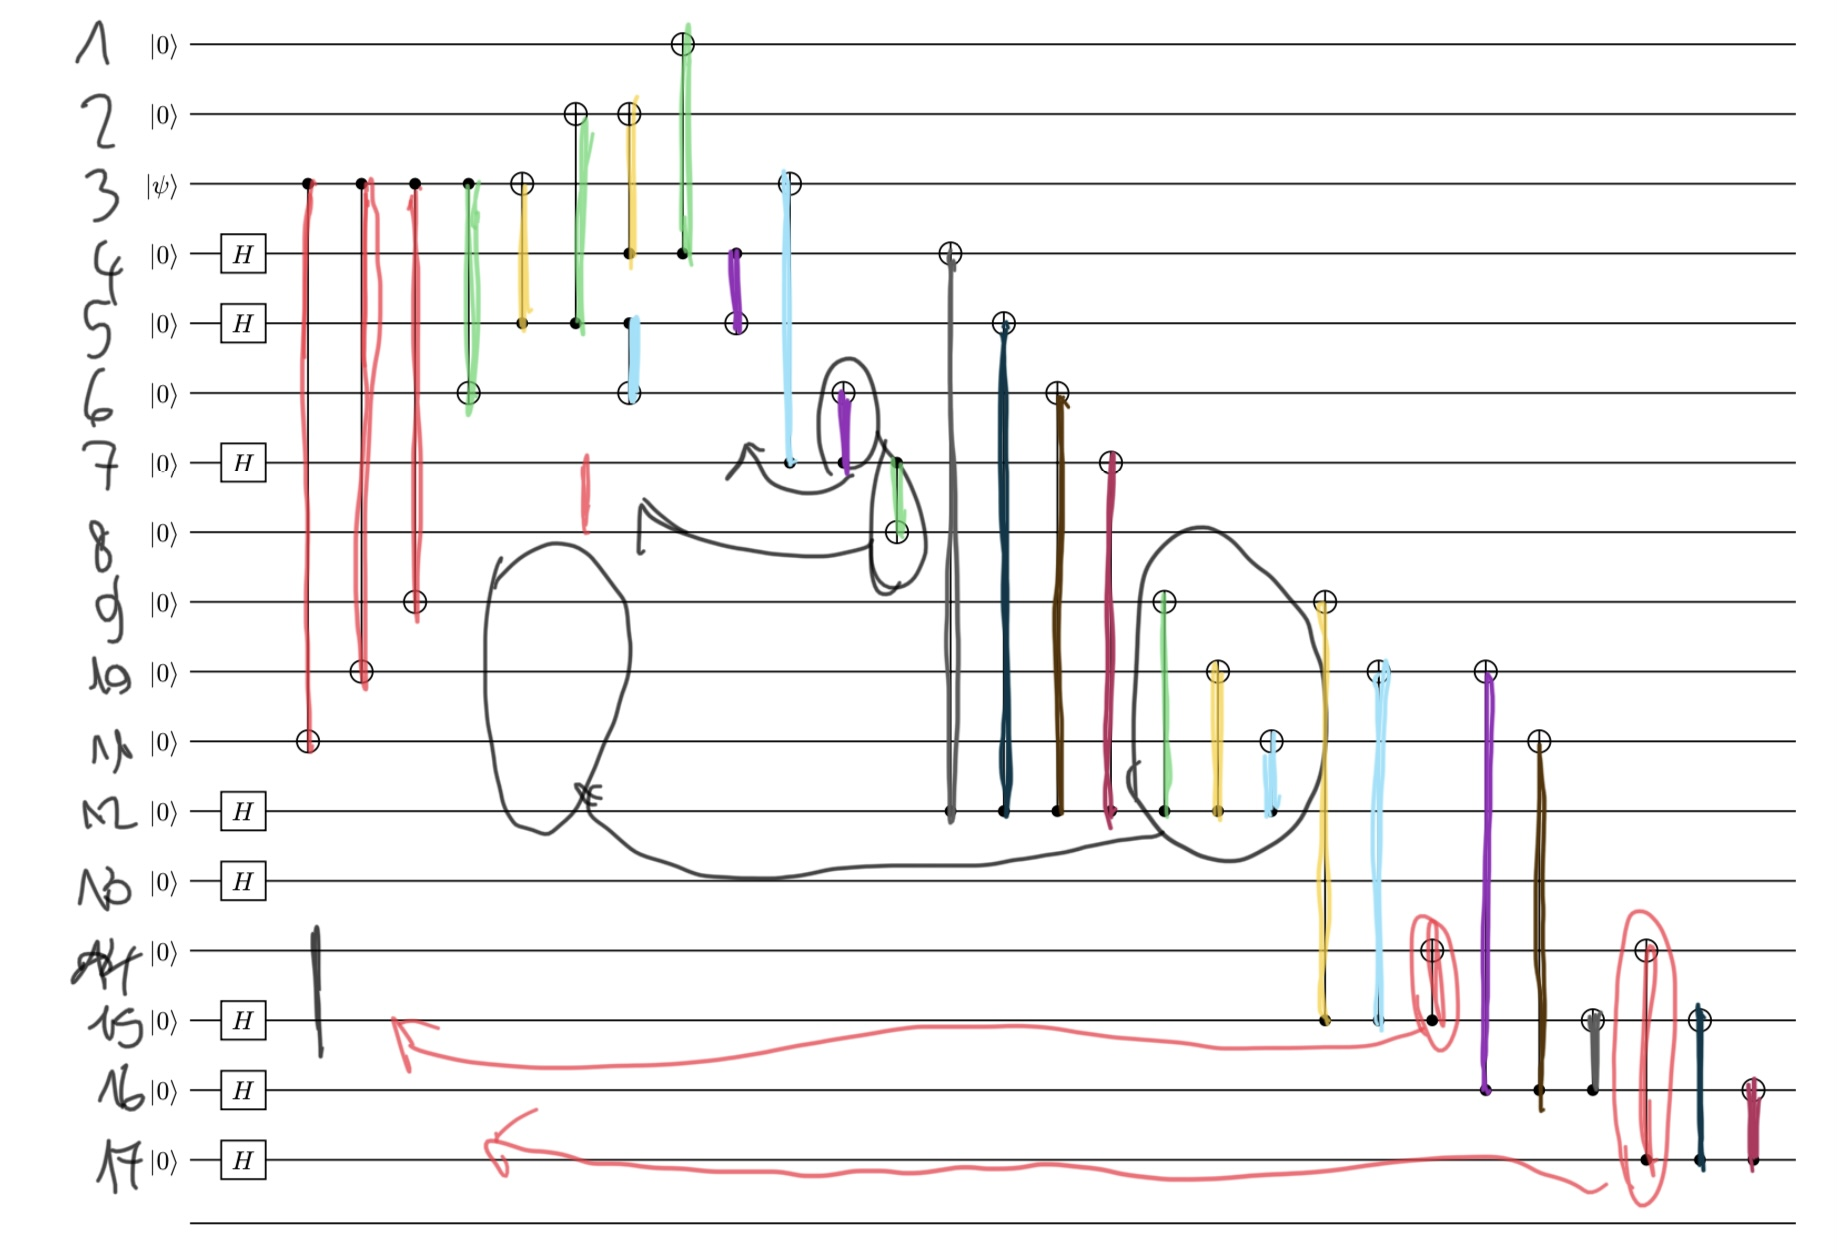 1 |0⟩
2 |0⟩
3 |ψ⟩
4 |0⟩ H
5 |0⟩ H
6 |0⟩
7 |0⟩ H
8 |0⟩
9 |0⟩
10 |0⟩
11 |0⟩
12 |0⟩ H
13 |0⟩ H
14 |0⟩
15 |0⟩ H
16 |0⟩ H
17 |0⟩ H